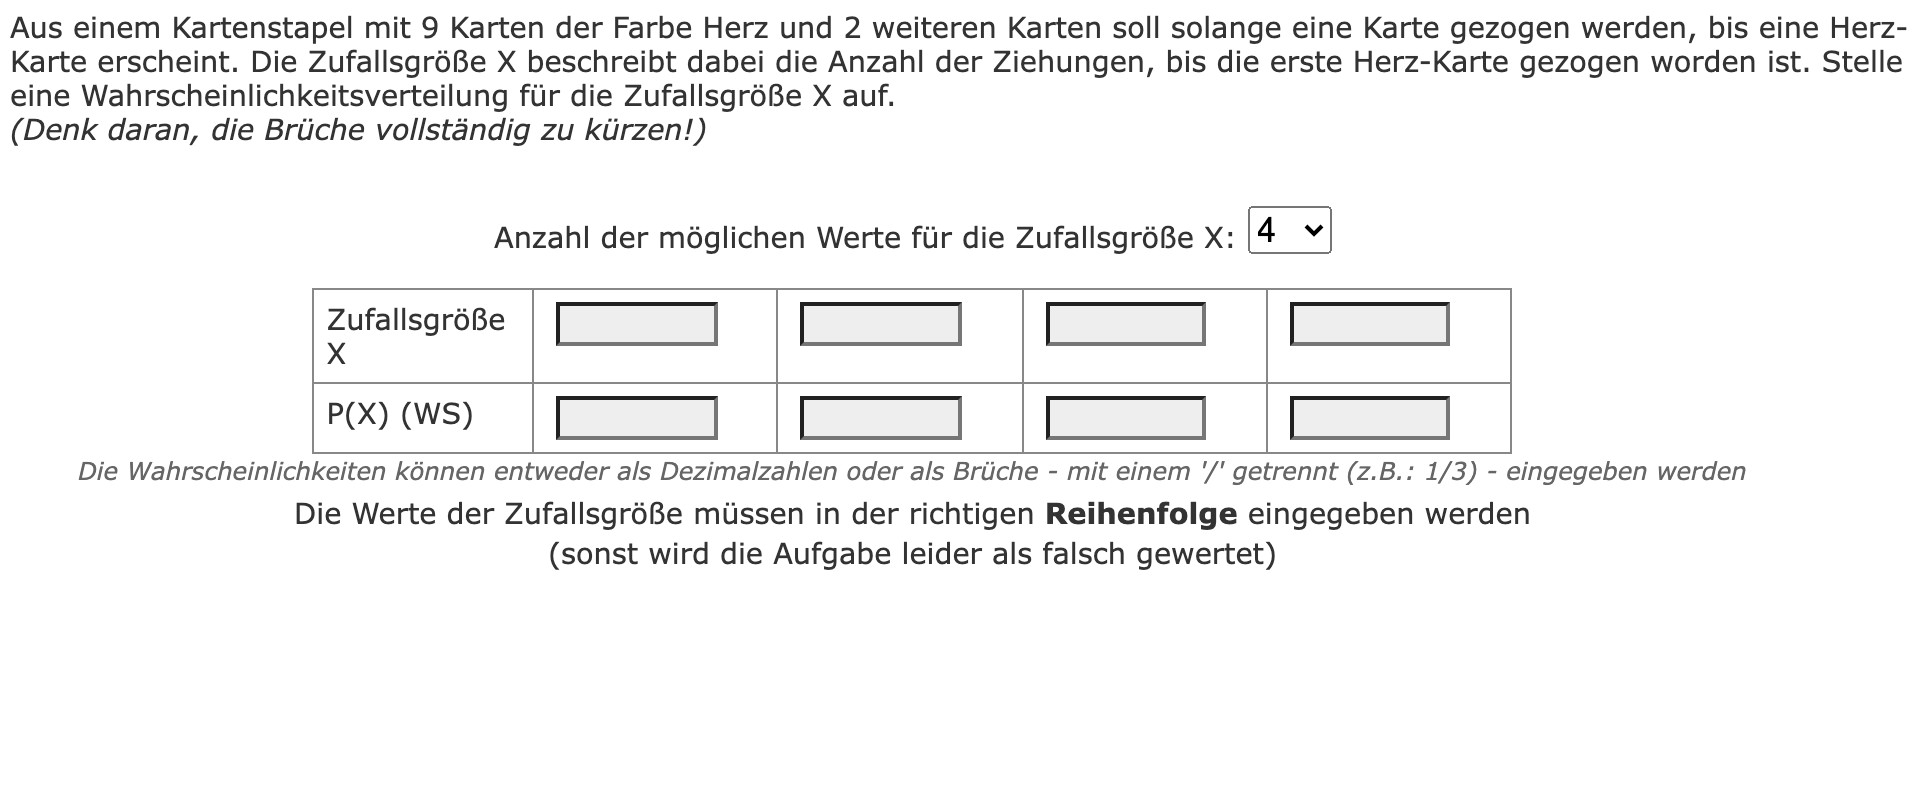 Aus einem Kartenstapel mit 9 Karten der Farbe Herz und 2 weiteren Karten soll solange eine Karte gezogen werden, bis eine Herz-
Karte erscheint. Die Zufallsgröße X beschreibt dabei die Anzahl der Ziehungen, bis die erste Herz-Karte gezogen worden ist. Stelle
eine Wahrscheinlichkeitsverteilung für die Zufallsgröße X auf.
(Denk daran, die Brüche vollständig zu kürzen!)
Anzahl der möglichen Werte für die Zufallsgröße X: 4
Zufallsgröße
X
P(X) (WS)
Die Wahrscheinlichkeiten können entweder als Dezimalzahlen oder als Brüche - mit einem '/' getrennt (z.B.: 1/3) - eingegeben werden
Die Werte der Zufallsgröße müssen in der richtigen Reihenfolge eingegeben werden
(sonst wird die Aufgabe leider als falsch gewertet)